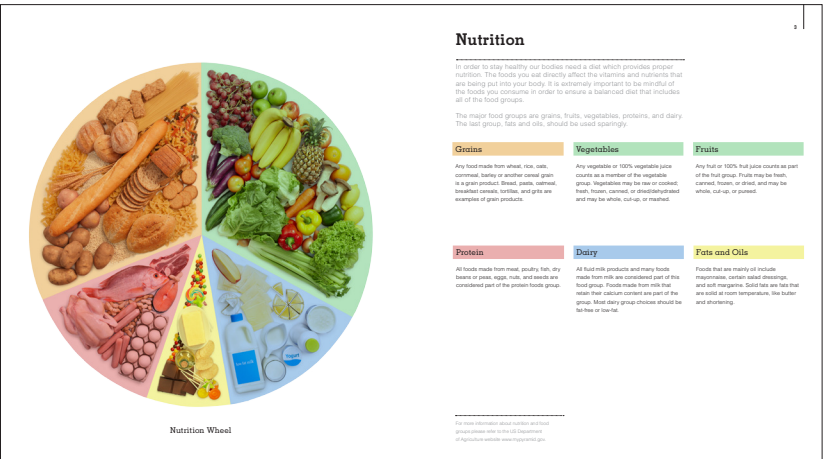 3
Nutrition
In order to stay healthy our bodies need a diet which provides proper
nutrition. The foods you eat directly affect the vitamins and nutrients that
are being put into your body. It is extremely important to be mindful of
the foods you consume in order to ensure a balanced diet that includes
all of the food groups.
The major food groups are grains, fruits, vegetables, proteins, and dairy.
The last group, fats and oils, should be used sparingly.
Grains
Any food made from wheat, rice, oats,
cornmeal, barley or another cereal grain
is a grain product. Bread, pasta, oatmeal,
breakfast cereals, tortillas, and grits are
examples of grain products.
Vegetables
Any vegetable or 100% vegetable juice
counts as a member of the vegetable
group. Vegetables may be raw or cooked;
fresh, frozen, canned, or dried/dehydrated
and may be whole, cut-up, or mashed.
Fruits
Any fruit or 100% fruit juice counts as part
of the fruit group. Fruits may be fresh,
canned, frozen, or dried, and may be
whole, cut-up, or pureed.
Protein
All foods made from meat, poultry, fish, dry
beans or peas, eggs, nuts, and seeds are
considered part of the protein foods group.
Dairy
All fluid milk products and many foods
made from milk are considered part of this
food group. Foods made from milk that
retain their calcium content are part of the
group. Most dairy group choices should be
fat-free or low-fat.
Fats and Oils
Foods that are mainly oil include
mayonnaise, certain salad dressings,
and soft margarine. Solid fats are fats that
are solid at room temperature, like butter
and shortening.
Yogurt
Nutrition Wheel
For more information about nutrition and food
groups please refer to the US Department
of Agriculture website www.mypyramid.gov.